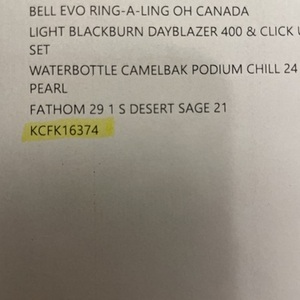 BELL EVO RING-A-LING OH CANADA
LIGHT BLACKBURN DAYBLAZER 400 & CLICK
SET
WATERBOTTLE CAMELBAK PODIUM CHILL 24
PEARL
FATHOM 29 1 S DESERT SAGE 21
KCFK16374